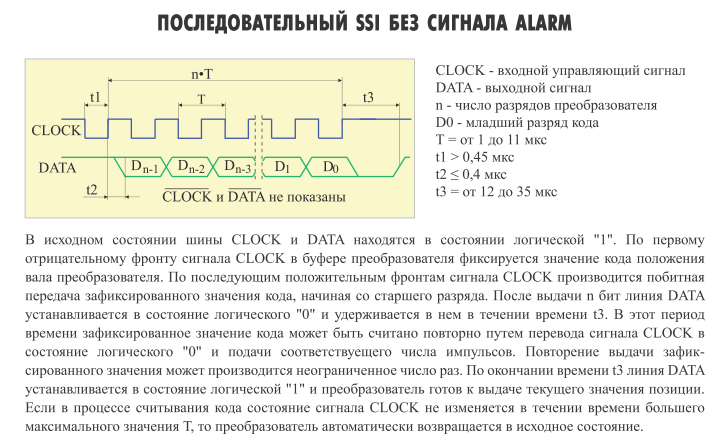 ПОСЛЕДОВАТЕЛЬНЫЙ SSI БЕЗ СИГНАЛА ALARM
n•T
t1
T
t3
CLOCK
DATA
Dn-1
Dn-2
Dn-3
D1
D0
t2
CLOCK и DATA не показаны
CLOCK - входной управляющий сигнал
DATA - выходной сигнал
n - число разрядов преобразователя
D0 - младший разряд кода
T = от 1 до 11 мкс
t1 > 0,45 мкс
t2 ≤ 0,4 мкс
t3 = от 12 до 35 мкс
В исходном состоянии шины CLOCK и DATA находятся в состоянии логической "1". По первому
отрицательному фронту сигнала CLOCK в буфере преобразователя фиксируется значение кода положения
вала преобразователя. По последующим положительным фронтам сигнала CLOCK производится побитная
передача зафиксированного значения кода, начиная со старшего разряда. После выдачи n бит линия DATA
устанавливается в состояние логического "0" и удерживается в нем в течении времени t3. В этот период
времени зафиксированное значение кода может быть считано повторно путем перевода сигнала CLOCK в
состояние логического "0" и подачи соответствуещего числа импульсов. Повторение выдачи зафик-
сированного значения может производится неограниченное число раз. По окончании времени t3 линия DATA
устанавливается в состояние логической "1" и преобразователь готов к выдаче текущего значения позиции.
Если в процессе считывания кода состояние сигнала CLOCK не изменяется в течении времени большего
максимального значения Т, то преобразователь автоматически возвращается в исходное состояние.